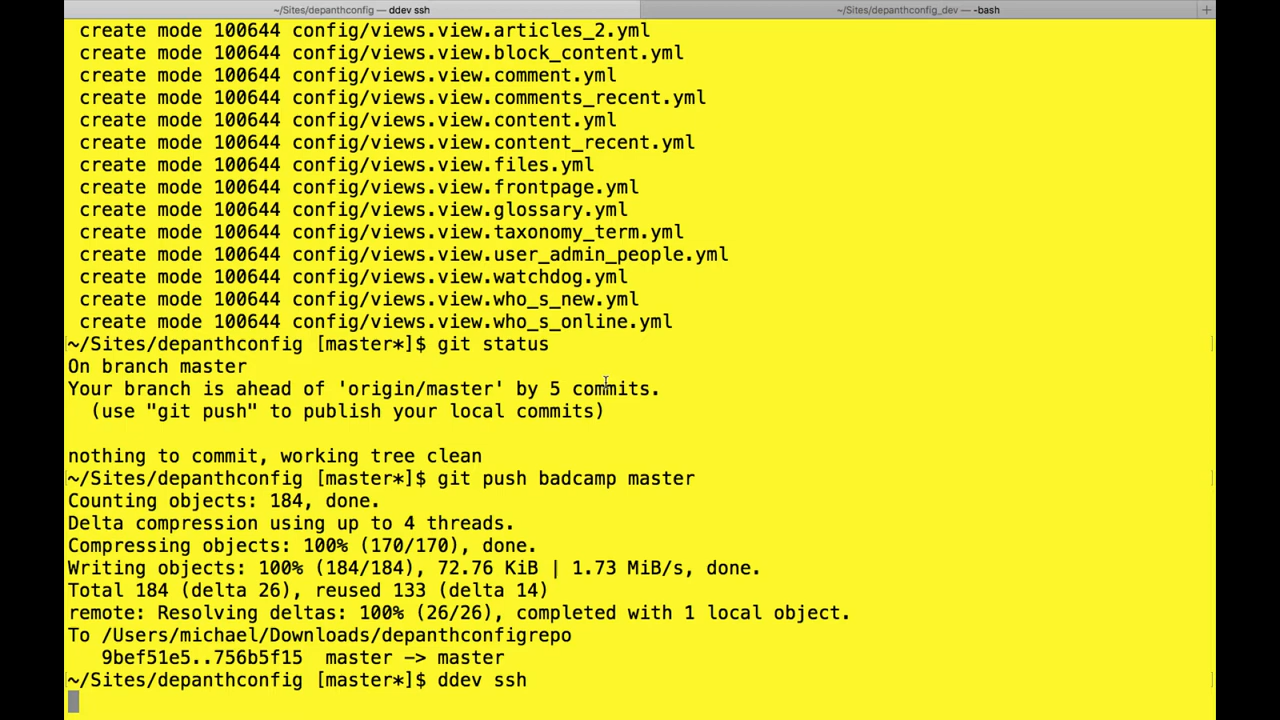 ~/Sites/depanthconfig — ddev ssh
~/Sites/depanthconfig_dev — -bash
+
create mode 100644 config/views.view.articles_2.yml
create mode 100644 config/views.view.block_content.yml
create mode 100644 config/views.view.comment.yml
create mode 100644 config/views.view.comments_recent.yml
create mode 100644 config/views.view.content.yml
create mode 100644 config/views.view.content_recent.yml
create mode 100644 config/views.view.files.yml
create mode 100644 config/views.view.frontpage.yml
create mode 100644 config/views.view.glossary.yml
create mode 100644 config/views.view.taxonomy_term.yml
create mode 100644 config/views.view.user_admin_people.yml
create mode 100644 config/views.view.watchdog.yml
create mode 100644 config/views.view.who_s_new.yml
create mode 100644 config/views.view.who_s_online.yml
~/Sites/depanthconfig [master*]$ git status
On branch master
Your branch is ahead of 'origin/master' by 5 commits.
(use "git push" to publish your local commits)
nothing to commit, working tree clean
~/Sites/depanthconfig [master*]$ git push badcamp master
Counting objects: 184, done.
Delta compression using up to 4 threads.
Compressing objects: 100% (170/170), done.
Writing objects: 100% (184/184), 72.76 KiB | 1.73 MiB/s, done.
Total 184 (delta 26), reused 133 (delta 14)
remote: Resolving deltas: 100% (26/26), completed with 1 local object.
To /Users/michael/Downloads/depanthconfigrepo
9bef51e5..756b5f15  master -> master
~/Sites/depanthconfig [master*]$ ddev ssh